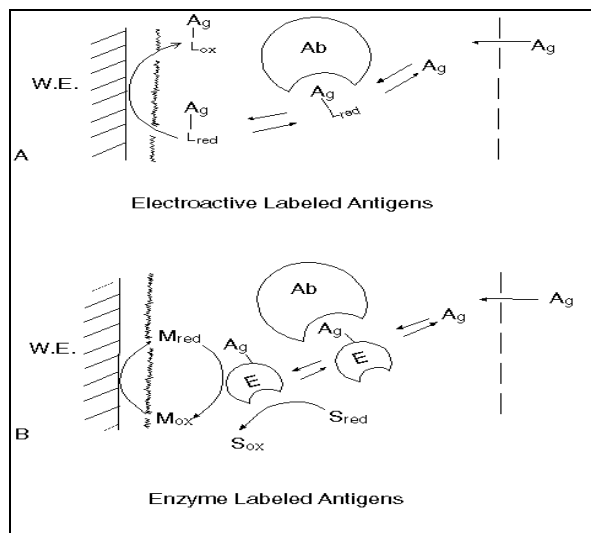 Ag
Lox
Ab
Ag
W.E.
Ag
Ag
Lred
Ag
Lred
A
Electroactive Labeled Antigens
Ab
Ag
Ag
Mred
Ag
Ag
W.E.
E
E
Mox
Sred
Sox
B
Enzyme Labeled Antigens